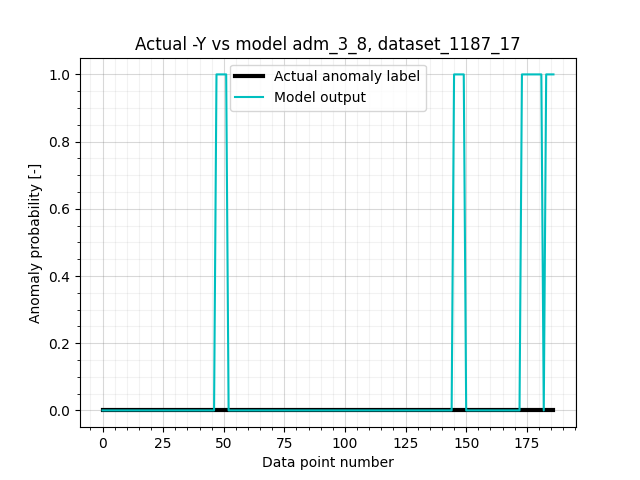 Actual -Y vs model adm_3_8, dataset_1187_17
Actual anomaly label
Model output
1.0
0.8
0.6
0.4
0.2
0.0
Anomaly probability [-]
0 25 50 75 100 125 150 175
Data point number